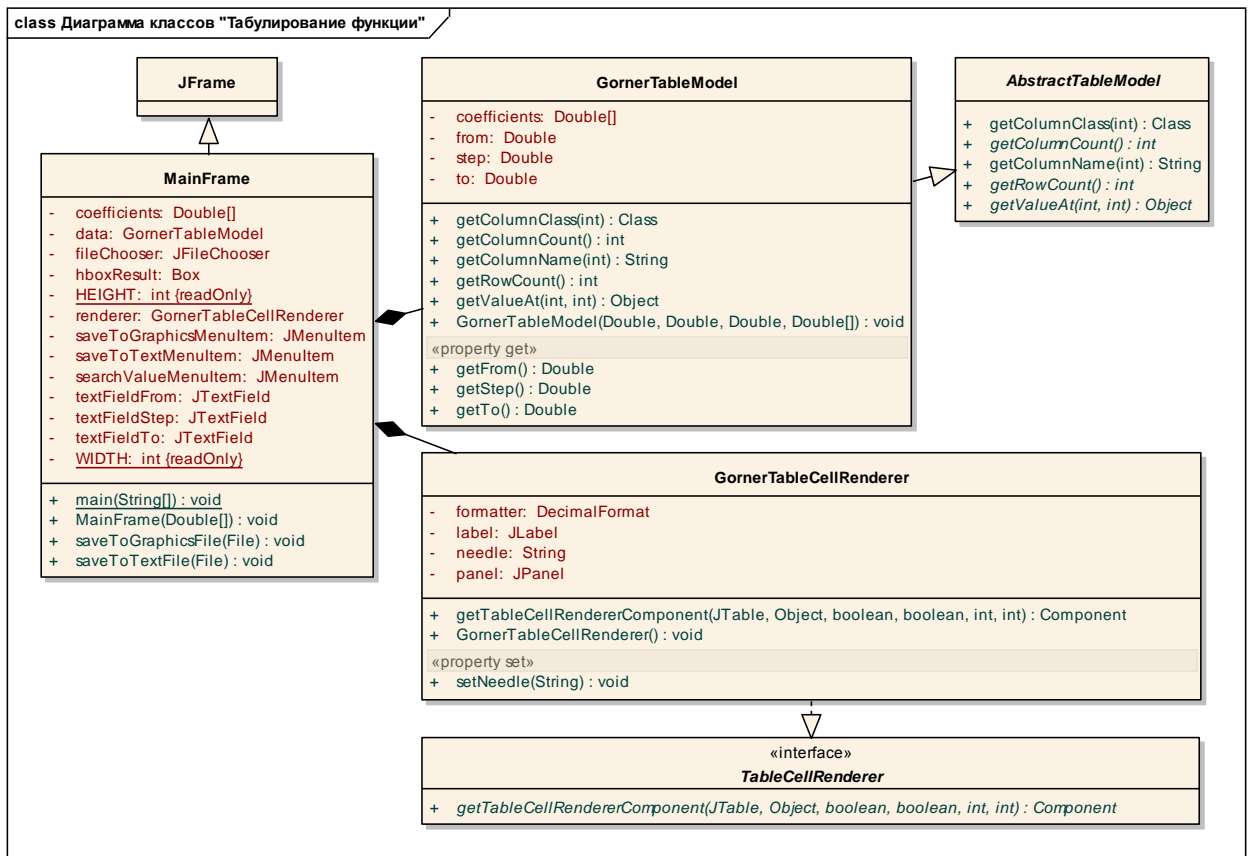 class Диаграмма классов "Табулирование функции"
JFrame
MainFrame
- coefficients: Double[]
- data: GornerTableModel
- fileChooser: JFileChooser
- hboxResult: Box
- HEIGHT: int {readOnly}
- renderer: GornerTableCellRenderer
- saveToGraphicsMenuItem: JMenuItem
- saveToTextMenuItem: JMenuItem
- searchValueMenuItem: JMenuItem
- textFieldFrom: JTextField
- textFieldStep: JTextField
- textFieldTo: JTextField
- WIDTH: int {readOnly}
+ main(String[]) : void
+ MainFrame(Double[]) : void
+ saveToGraphicsFile(File) : void
+ saveToTextFile(File) : void
GornerTableModel
- coefficients: Double[]
- from: Double
- step: Double
- to: Double
+ getColumnClass(int) : Class
+ getColumnCount() : int
+ getColumnName(int) : String
+ getRowCount() : int
+ getValueAt(int, int) : Object
+ GornerTableModel(Double, Double, Double, Double[]) : void
«property get»
+ getFrom() : Double
+ getStep() : Double
+ getTo() : Double
AbstractTableModel
+ getColumnClass(int) : Class
+ getColumnCount() : int
+ getColumnName(int) : String
+ getRowCount() : int
+ getValueAt(int, int) : Object
GornerTableCellRenderer
- formatter: DecimalFormat
- label: JLabel
- needle: String
- panel: JPanel
+ getTableCellRendererComponent(JTable, Object, boolean, boolean, int, int) : Component
+ GornerTableCellRenderer() : void
«property set»
+ setNeedle(String) : void
«interface»
TableCellRenderer
+ getTableCellRendererComponent(JTable, Object, boolean, boolean, int, int) : Component